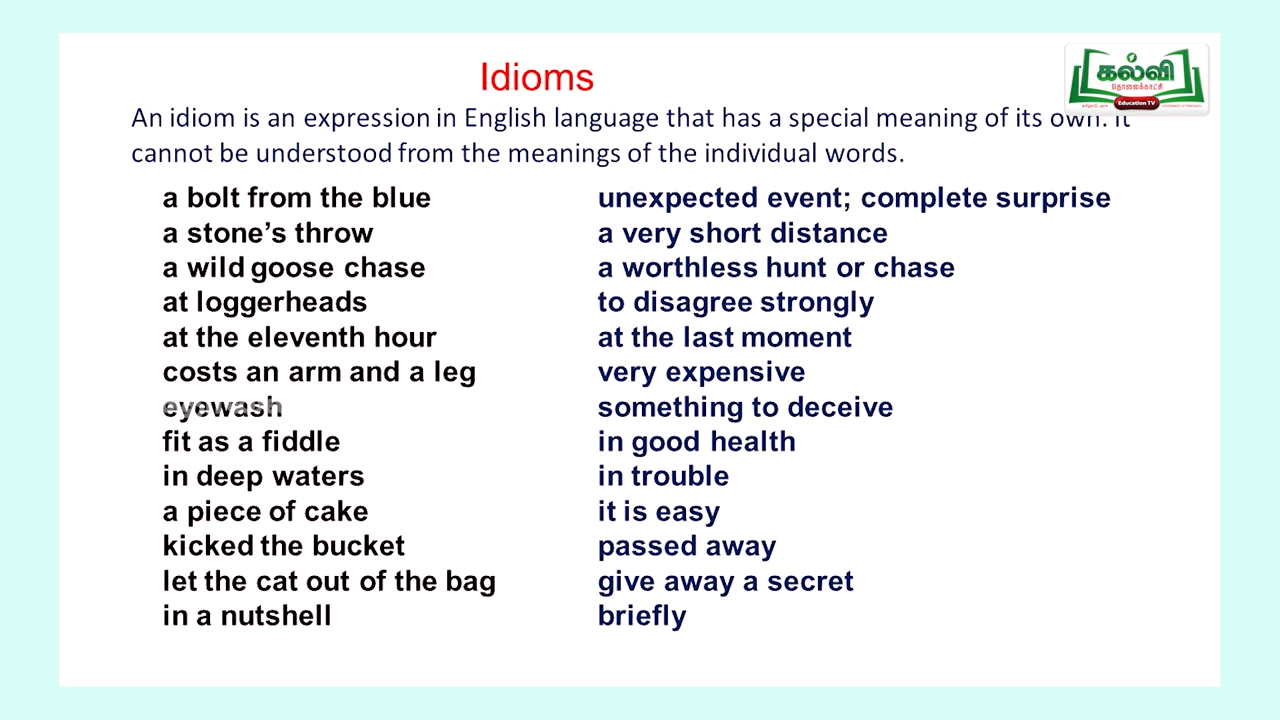 Idioms
கல்வி
தொலைக்காட்சி
Education TV
An idiom is an expression in English language that has a special meaning of its own. It
cannot be understood from the meanings of the individual words.
a bolt from the blue unexpected event; complete surprise
a stone’s throw a very short distance
a wild goose chase a worthless hunt or chase
at loggerheads to disagree strongly
at the eleventh hour at the last moment
costs an arm and a leg very expensive
eyewash something to deceive
fit as a fiddle in good health
in deep waters in trouble
a piece of cake it is easy
kicked the bucket passed away
let the cat out of the bag give away a secret
in a nutshell briefly